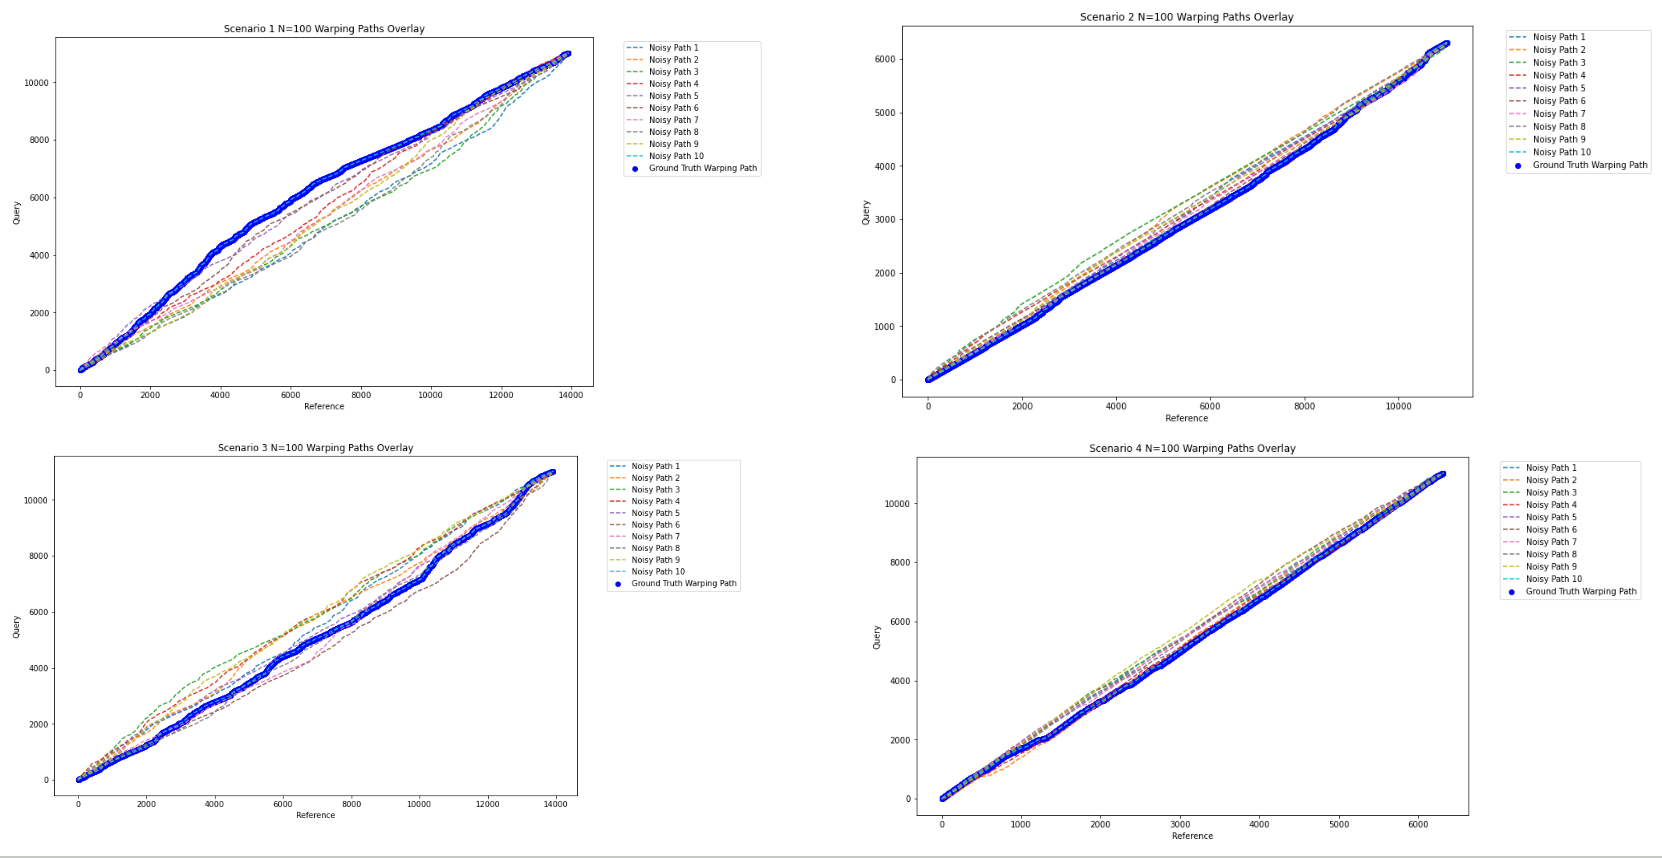 Scenario 1 N=100 Warping Paths Overlay
Query
10000
8000
6000
4000
2000
0
0 2000 4000 6000 8000 10000 12000 14000
Reference
Noisy Path 1
Noisy Path 2
Noisy Path 3
Noisy Path 4
Noisy Path 5
Noisy Path 6
Noisy Path 7
Noisy Path 8
Noisy Path 9
Noisy Path 10
Ground Truth Warping Path
Scenario 2 N=100 Warping Paths Overlay
Query
6000
5000
4000
3000
2000
1000
0
0 2000 4000 6000 8000 10000
Reference
Noisy Path 1
Noisy Path 2
Noisy Path 3
Noisy Path 4
Noisy Path 5
Noisy Path 6
Noisy Path 7
Noisy Path 8
Noisy Path 9
Noisy Path 10
Ground Truth Warping Path
Scenario 3 N=100 Warping Paths Overlay
Query
10000
8000
6000
4000
2000
0
0 2000 4000 6000 8000 10000 12000 14000
Reference
Noisy Path 1
Noisy Path 2
Noisy Path 3
Noisy Path 4
Noisy Path 5
Noisy Path 6
Noisy Path 7
Noisy Path 8
Noisy Path 9
Noisy Path 10
Ground Truth Warping Path
Scenario 4 N=100 Warping Paths Overlay
Query
10000
8000
6000
4000
2000
0
0 1000 2000 3000 4000 5000 6000
Reference
Noisy Path 1
Noisy Path 2
Noisy Path 3
Noisy Path 4
Noisy Path 5
Noisy Path 6
Noisy Path 7
Noisy Path 8
Noisy Path 9
Noisy Path 10
Ground Truth Warping Path